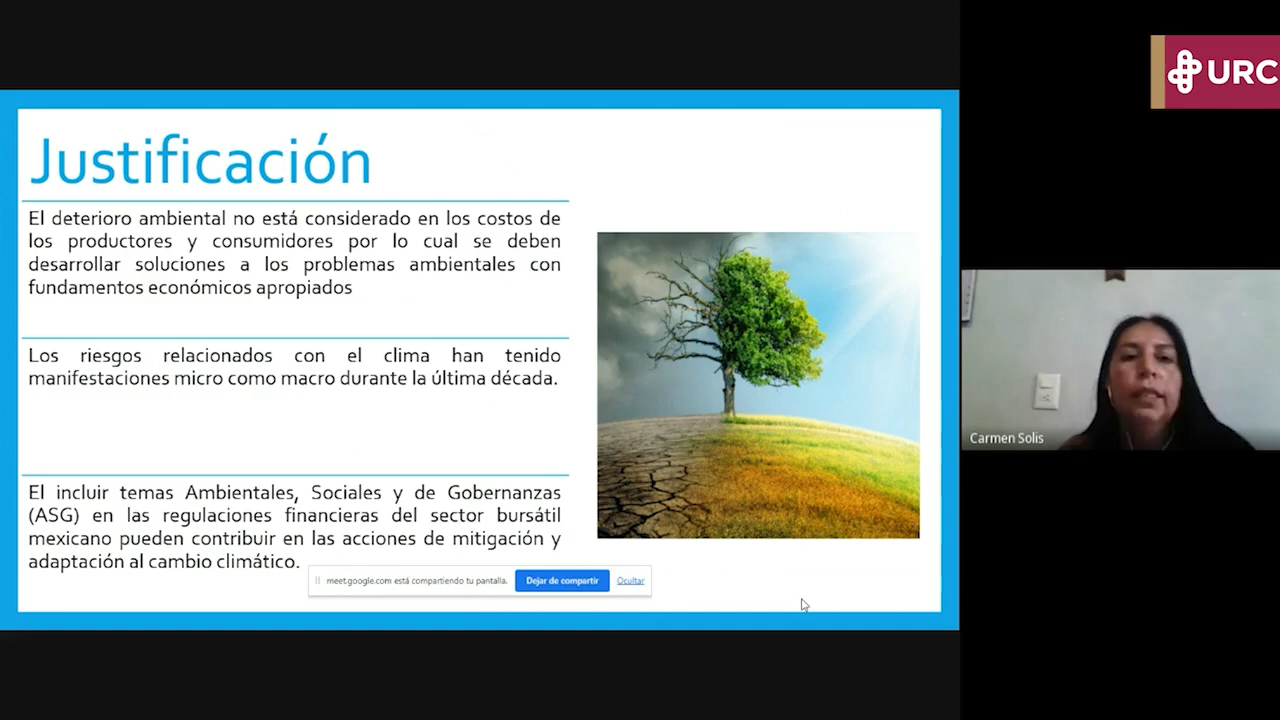 URC
Justificación
El deterioro ambiental no está considerado en los costos de
los productores y consumidores por lo cual se deben
desarrollar soluciones a los problemas ambientales con
fundamentos económicos apropiados
Los riesgos relacionados con el clima han tenido
manifestaciones micro como macro durante la última década.
El incluir temas Ambientales, Sociales y de Gobernanzas
(ASG) en las regulaciones financieras del sector bursátil
mexicano pueden contribuir en las acciones de mitigación y
adaptación al cambio climático.
meet.google.com está compartiendo tu pantalla. Dejar de compartir Ocultar
Carmen Solis